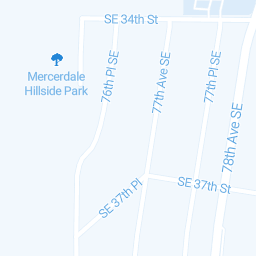 SE 34th St
Mercerdale
Hillside Park
76th Pl SE
77th Ave SE
77th Pl SE
78th Ave SE
SE 37th Pl
SE 37th St